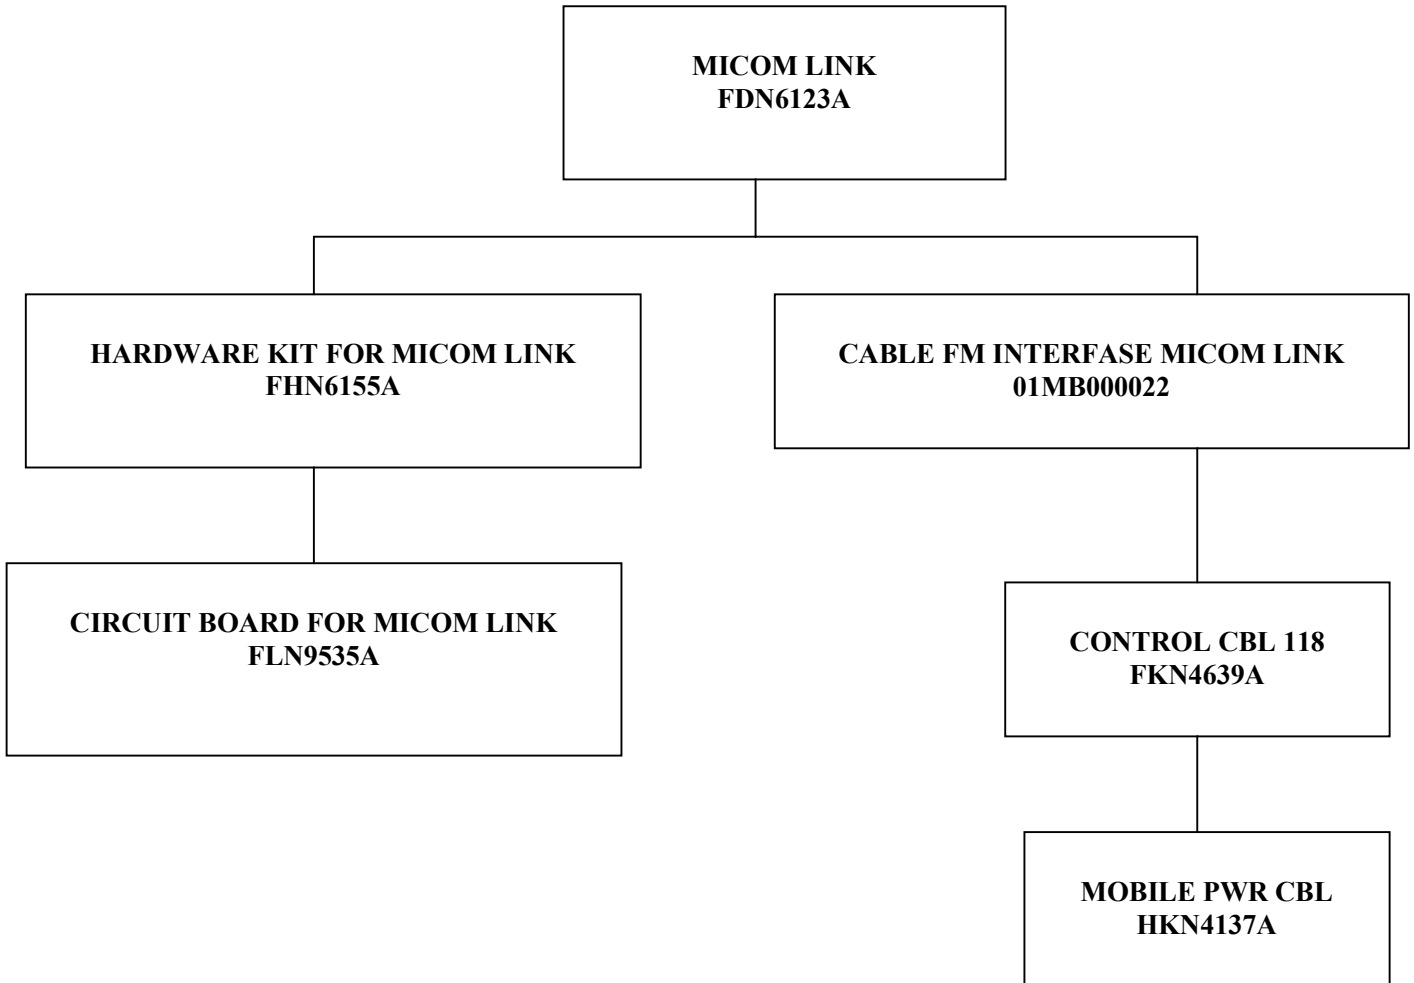 MICOM LINK
FDN6123A
HARDWARE KIT FOR MICOM LINK
FHN6155A
CABLE FM INTERFASE MICOM LINK
01MB000022
CIRCUIT BOARD FOR MICOM LINK
FLN9535A
CONTROL CBL 118
FKN4639A
MOBILE PWR CBL
HKN4137A